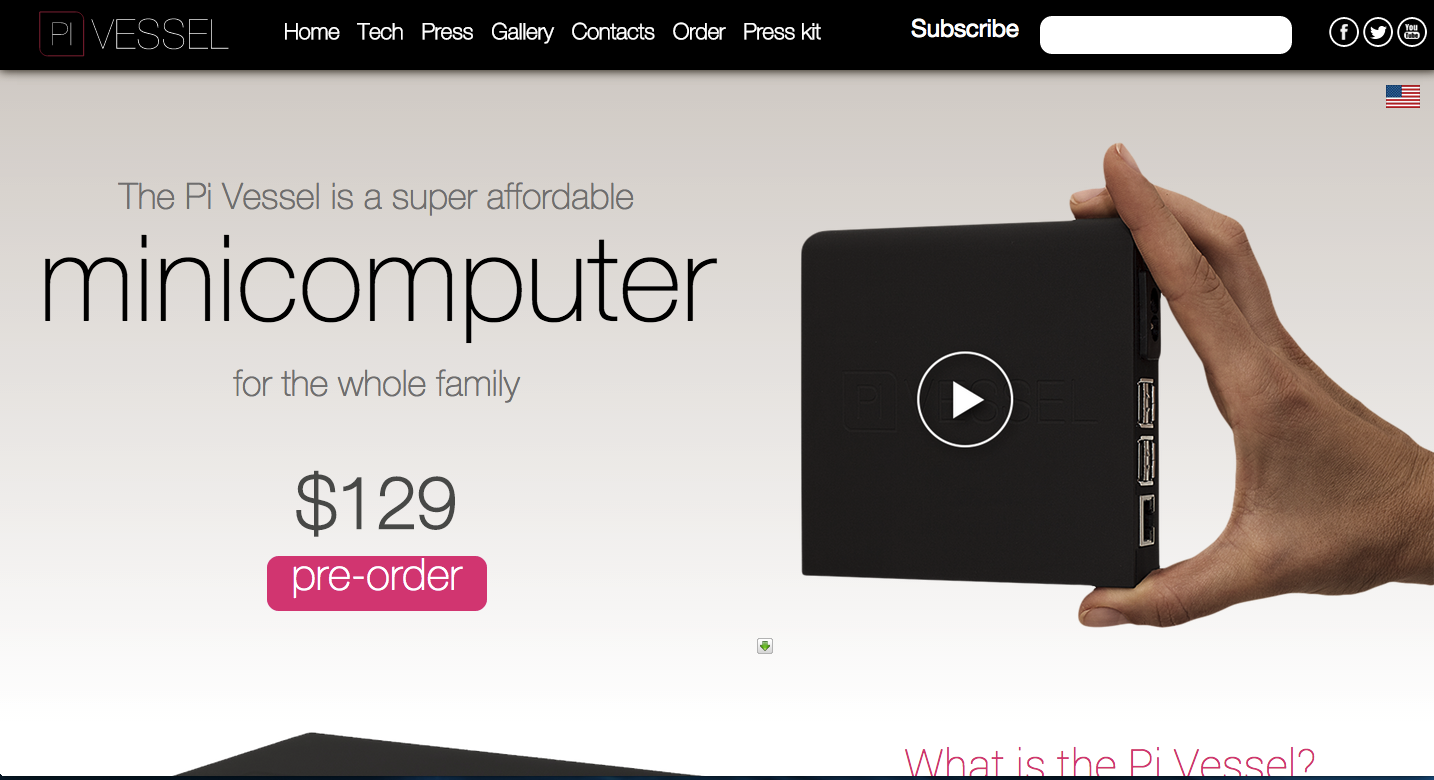 PI VESSEL
Home Tech Press Gallery Contacts Order Press kit
Subscribe
f
You Tube
The Pi Vessel is a super affordable
minicomputer
for the whole family
$129
pre-order
Pi VESSEL
What is the Pi Vessel?